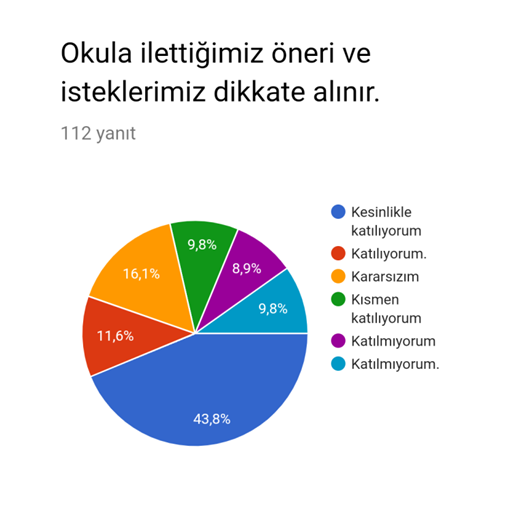 Okula ilettiğimiz öneri ve
isteklerimiz dikkate alınır.
112 yanıt
Kesinlikle
katılıyorum
Katılıyorum.
Kararsızım
Kısmen
katılıyorum
Katılmıyorum
Katılmıyorum.
9,8%
8,9%
16,1%
9,8%
11,6%
43,8%